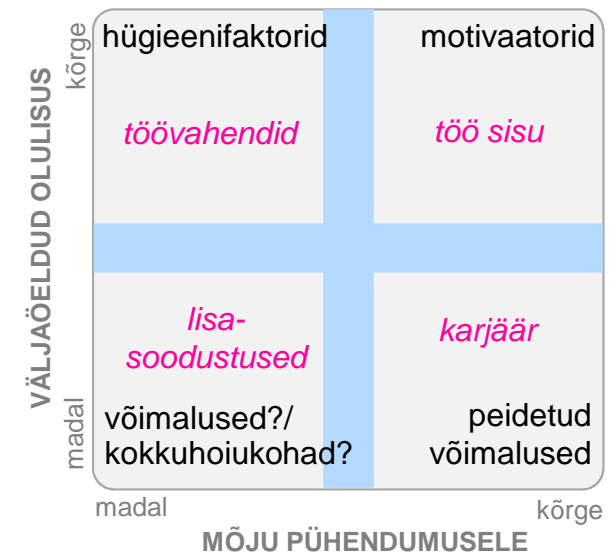 hügieenifaktorid
motivaatorid
töövahendid
töö sisu
lisa-
soodustused
karjäär
võimalused?/
kokkuhoiukohad?
peidetud
võimalused
VÄLJAÖELDUD OLULISUS
kõrge
madal
madal
kõrge
MÕJU PÜHENDUMUSELE